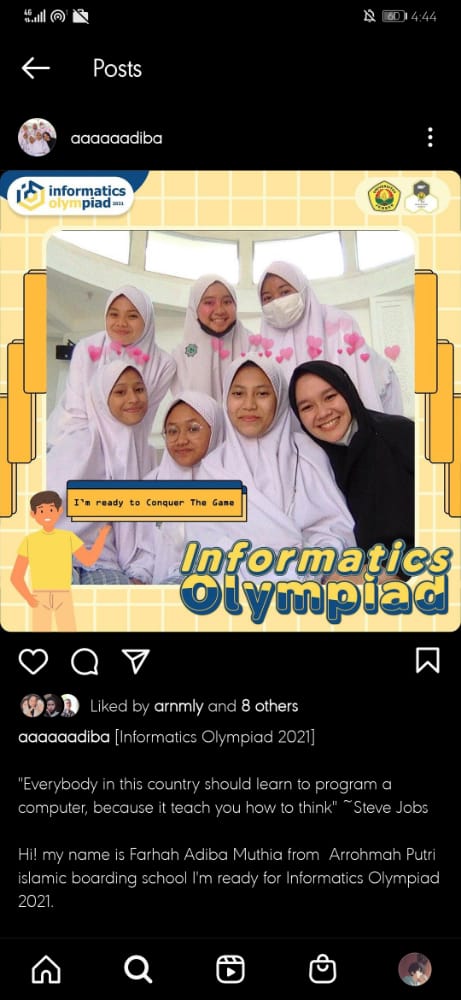 4G
4:44
Posts
aaaaaadiba
informatics
olympiad 2021
I'm ready to Conquer The Game
Informatics
Olympiad
Liked by arnmly and 8 others
aaaaaadiba [Informatics Olympiad 2021]
"Everybody in this country should learn to program a
computer, because it teach you how to think" ~Steve Jobs
Hi! my name is Farhah Adiba Muthia from Arrohmah Putri
islamic boarding school I'm ready for Informatics Olympiad
2021.